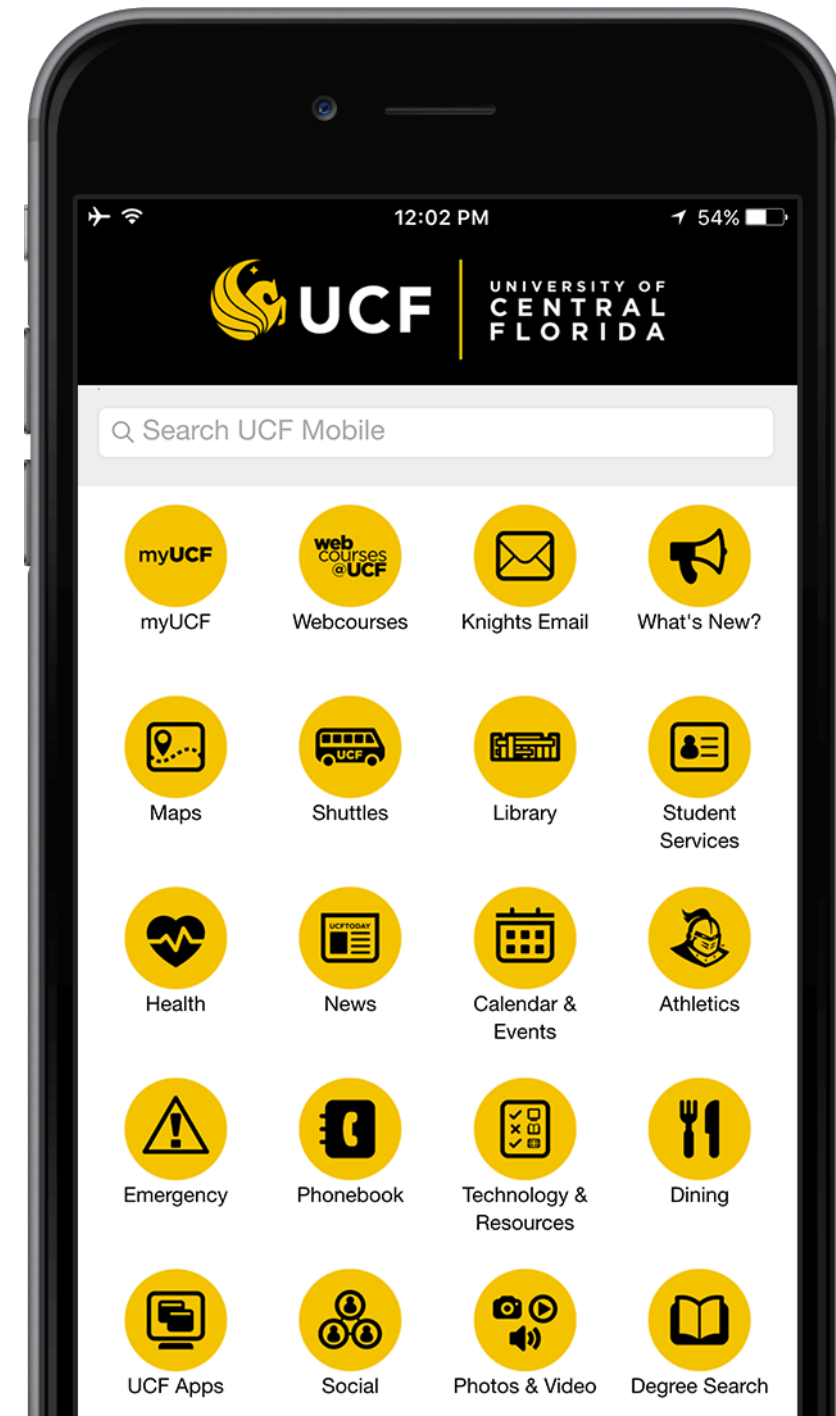 12:02 PM
54%
UCF
UNIVERSITY OF
CENTRAL
FLORIDA
Search UCF Mobile
myUCF
web
courses
@UCF
myUCF
Webcourses
Knights Email
What's New?
UCF
Maps
Shuttles
Library
Student
Services
UCFTODAY
Health
News
Calendar &
Events
Athletics
Emergency
Phonebook
Technology &
Resources
Dining
UCF Apps
Social
Photos & Video
Degree Search